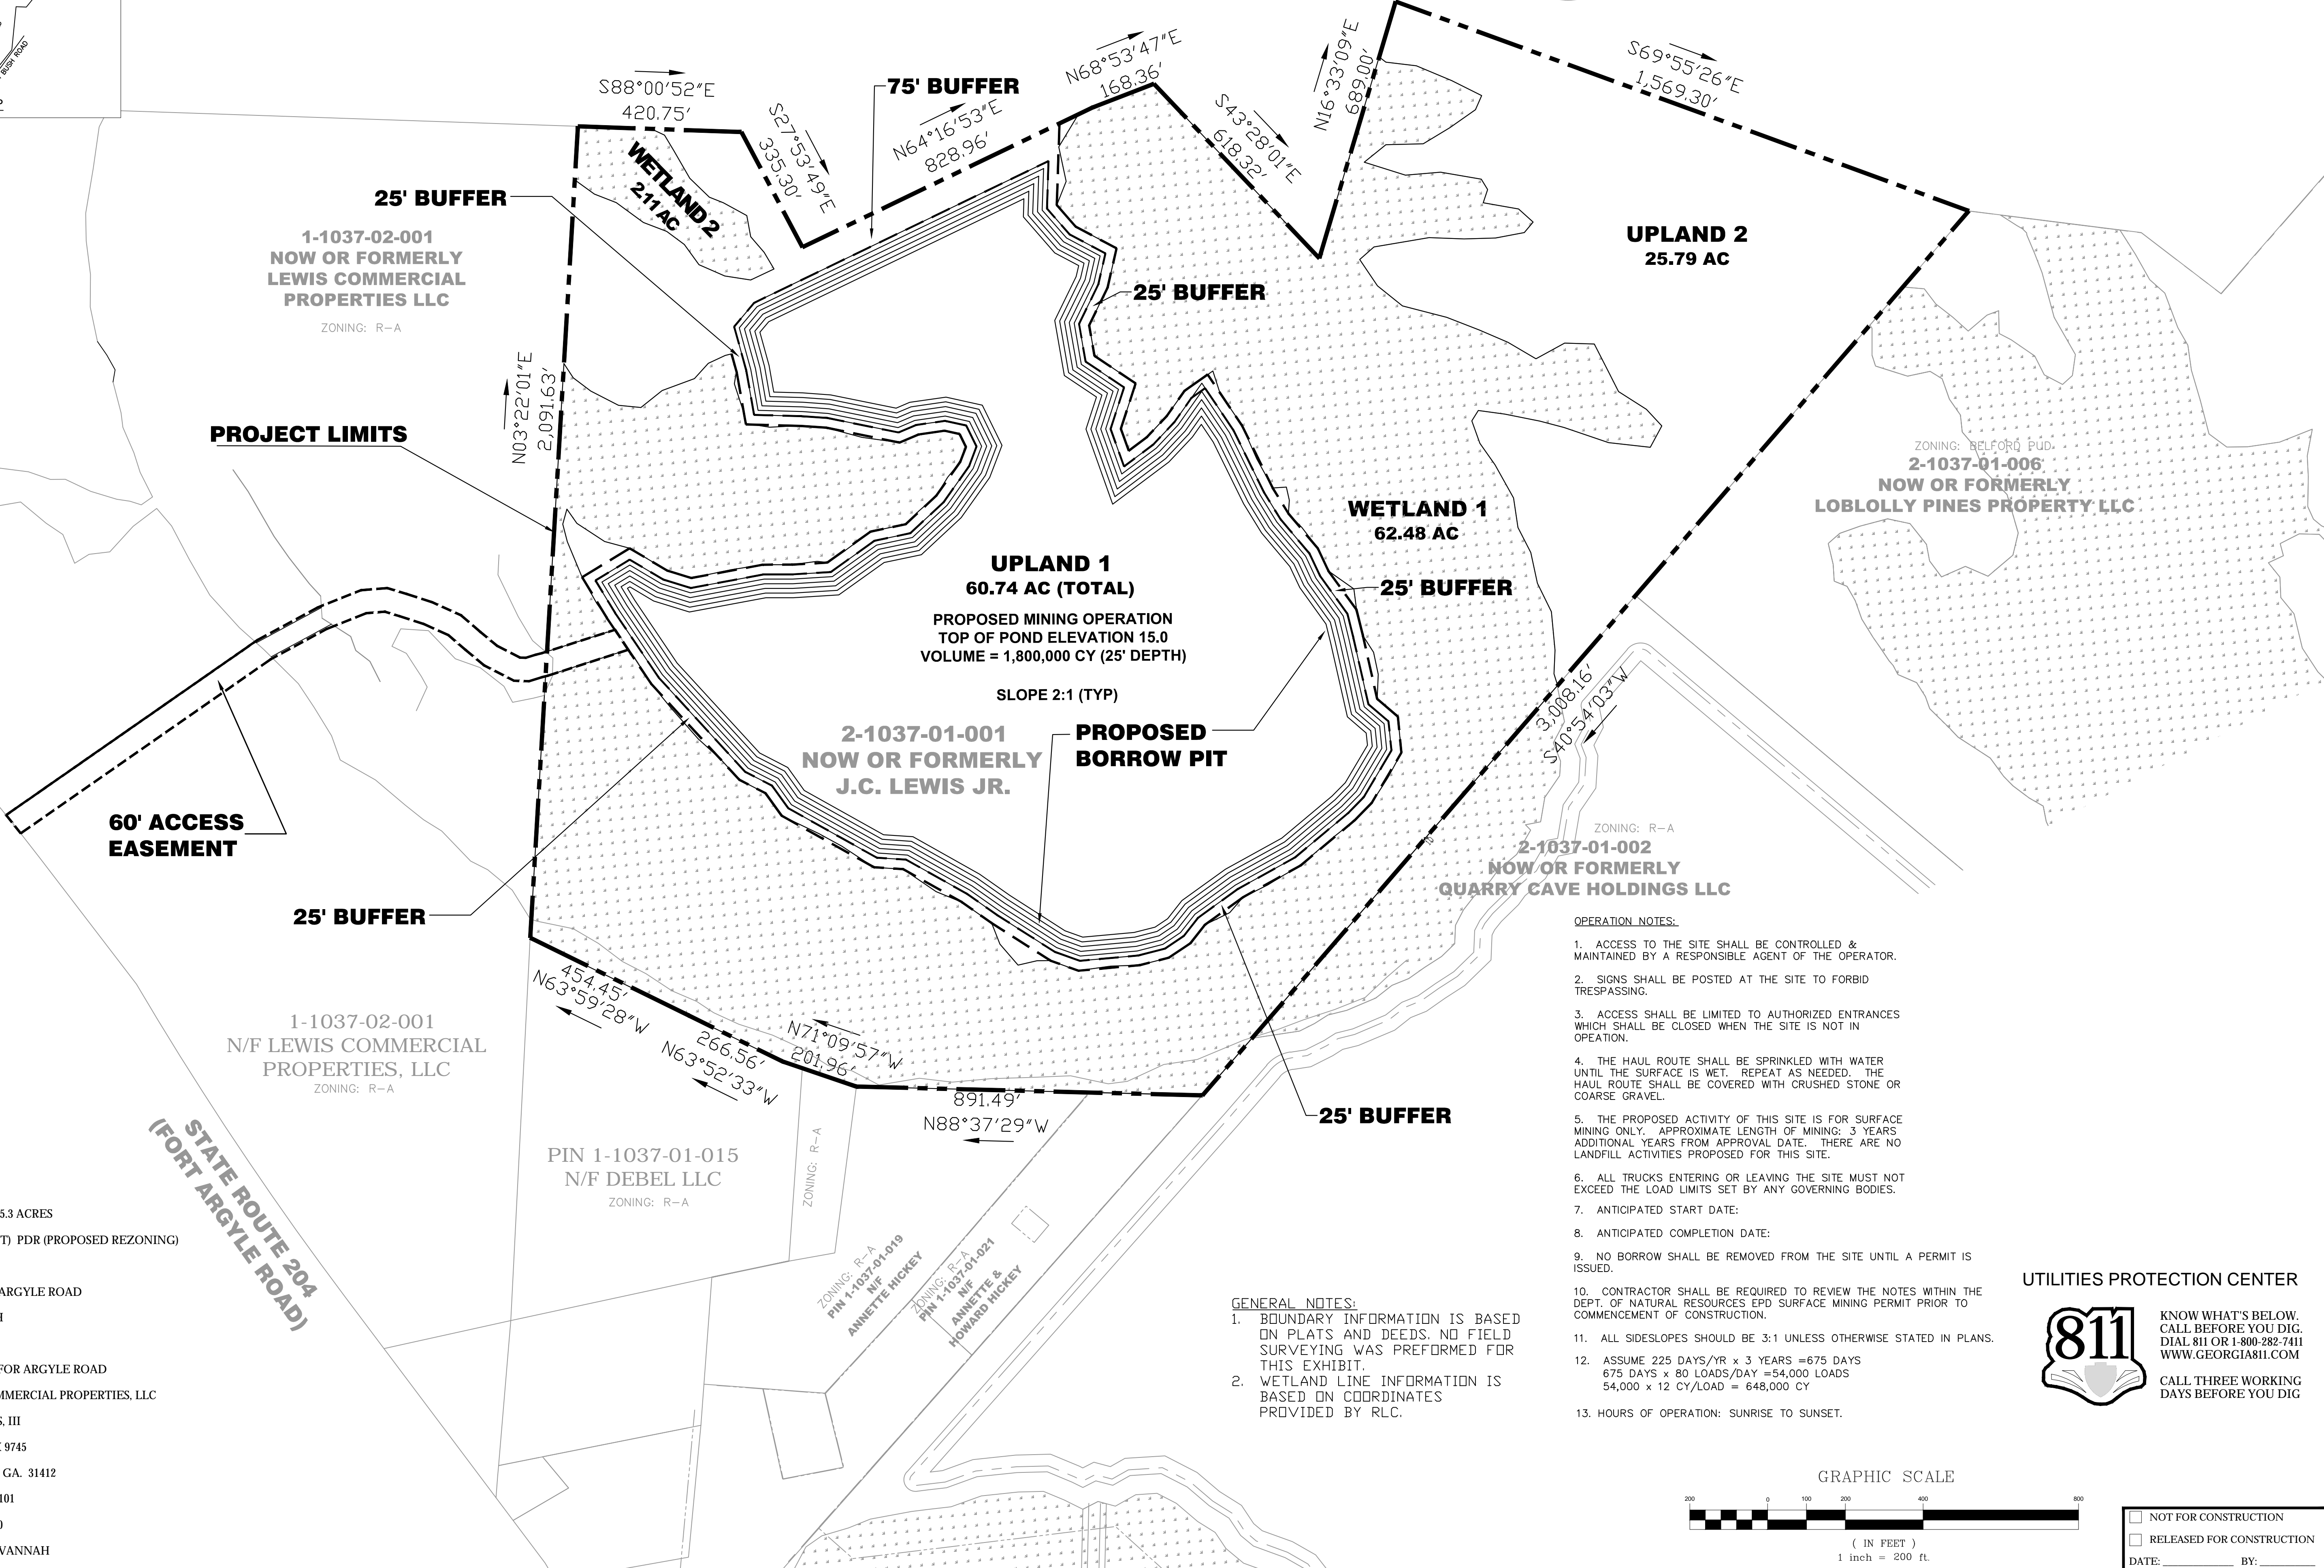 BUSH ROAD
S88°00'52"E
420.75'
S27°53'49"E
335.30'
75' BUFFER
N64°16'53"E
828.96'
N68°53'47"E
168.36'
S43°28'01"E
618.32'
N16°33'09"E
689.00'
S69°55'26"E
1,569.30'
WETLAND 2
2.11 AC
25' BUFFER
1-1037-02-001
NOW OR FORMERLY
LEWIS COMMERCIAL
PROPERTIES LLC
ZONING: R-A
UPLAND 2
25.79 AC
25' BUFFER
N03°22'01"E
2,091.63'
PROJECT LIMITS
ZONING: BELFORD PUD
2-1037-01-006
NOW OR FORMERLY
LOBLOLLY PINES PROPERTY LLC
WETLAND 1
62.48 AC
25' BUFFER
UPLAND 1
60.74 AC (TOTAL)
PROPOSED MINING OPERATION
TOP OF POND ELEVATION 15.0
VOLUME = 1,800,000 CY (25' DEPTH)
SLOPE 2:1 (TYP)
2-1037-01-001
NOW OR FORMERLY
J.C. LEWIS JR.
PROPOSED
BORROW PIT
3,008.16'
S40°54'03"W
60' ACCESS
EASEMENT
25' BUFFER
ZONING: R-A
2-1037-01-002
NOW OR FORMERLY
QUARRY CAVE HOLDINGS LLC
454.45'
N63°59'28"W
266.56'
N63°52'33"W
N71°09'57"W
201.96'
891.49'
N88°37'29"W
25' BUFFER
1-1037-02-001
N/F LEWIS COMMERCIAL
PROPERTIES, LLC
ZONING: R-A
STATE ROUTE 204
(FORT ARGYLE ROAD)
PIN 1-1037-01-015
N/F DEBEL LLC
ZONING: R-A
ZONING: R-A
ZONING: R-A
PIN 1-1037-01-019
N/F
ANNETTE HICKEY
ZONING: R-A
PIN 1-1037-01-021
N/F
ANNETTE &
HOWARD HICKEY
5.3 ACRES
T) PDR (PROPOSED REZONING)
ARGYLE ROAD
H
FOR ARGYLE ROAD
MMERCIAL PROPERTIES, LLC
S, III
9745
GA. 31412
101
VANNAH
GENERAL NOTES:
1. BOUNDARY INFORMATION IS BASED
ON PLATS AND DEEDS. NO FIELD
SURVEYING WAS PREFORMED FOR
THIS EXHIBIT.
2. WETLAND LINE INFORMATION IS
BASED ON COORDINATES
PROVIDED BY RLC.
OPERATION NOTES:
1. ACCESS TO THE SITE SHALL BE CONTROLLED &
MAINTAINED BY A RESPONSIBLE AGENT OF THE OPERATOR.
2. SIGNS SHALL BE POSTED AT THE SITE TO FORBID
TRESPASSING.
3. ACCESS SHALL BE LIMITED TO AUTHORIZED ENTRANCES
WHICH SHALL BE CLOSED WHEN THE SITE IS NOT IN
OPEATION.
4. THE HAUL ROUTE SHALL BE SPRINKLED WITH WATER
UNTIL THE SURFACE IS WET. REPEAT AS NEEDED. THE
HAUL ROUTE SHALL BE COVERED WITH CRUSHED STONE OR
COARSE GRAVEL.
5. THE PROPOSED ACTIVITY OF THIS SITE IS FOR SURFACE
MINING ONLY. APPROXIMATE LENGTH OF MINING: 3 YEARS
ADDITIONAL YEARS FROM APPROVAL DATE. THERE ARE NO
LANDFILL ACTIVITIES PROPOSED FOR THIS SITE.
6. ALL TRUCKS ENTERING OR LEAVING THE SITE MUST NOT
EXCEED THE LOAD LIMITS SET BY ANY GOVERNING BODIES.
7. ANTICIPATED START DATE:
8. ANTICIPATED COMPLETION DATE:
9. NO BORROW SHALL BE REMOVED FROM THE SITE UNTIL A PERMIT IS
ISSUED.
10. CONTRACTOR SHALL BE REQUIRED TO REVIEW THE NOTES WITHIN THE
DEPT. OF NATURAL RESOURCES EPD SURFACE MINING PERMIT PRIOR TO
COMMENCEMENT OF CONSTRUCTION.
11. ALL SIDESLOPES SHOULD BE 3:1 UNLESS OTHERWISE STATED IN PLANS.
12. ASSUME 225 DAYS/YR x 3 YEARS =675 DAYS
675 DAYS x 80 LOADS/DAY =54,000 LOADS
54,000 x 12 CY/LOAD = 648,000 CY
13. HOURS OF OPERATION: SUNRISE TO SUNSET.
UTILITIES PROTECTION CENTER
811
KNOW WHAT'S BELOW.
CALL BEFORE YOU DIG.
DIAL 811 OR 1-800-282-7411
WWW.GEORGIA811.COM
CALL THREE WORKING
DAYS BEFORE YOU DIG
GRAPHIC SCALE
200 0 100 200 400 800
( IN FEET )
1 inch = 200 ft.
NOT FOR CONSTRUCTION
RELEASED FOR CONSTRUCTION
DATE: BY: